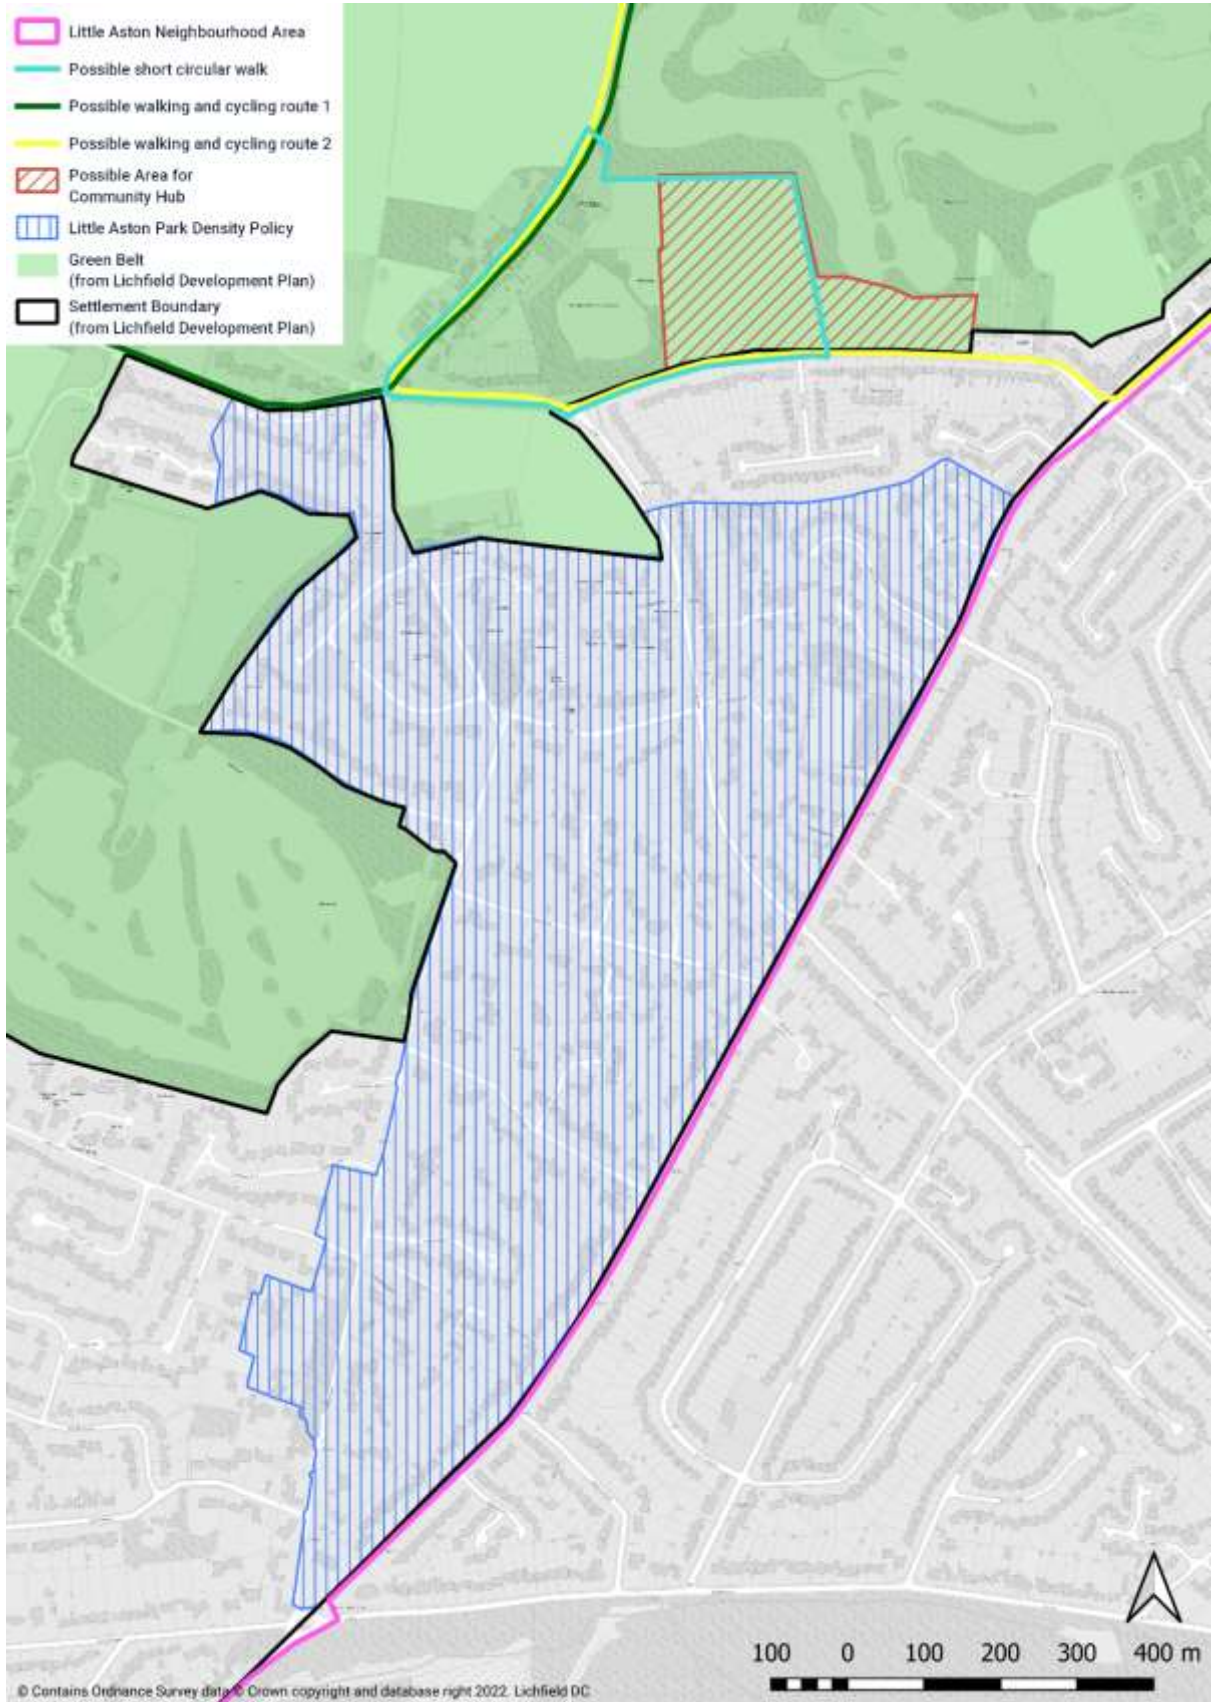 Little Aston Neighbourhood Area
Possible short circular walk
Possible walking and cycling route 1
Possible walking and cycling route 2
Possible Area for
Community Hub
Little Aston Park Density Policy
Green Belt
(from Lichfield Development Plan)
Settlement Boundary
(from Lichfield Development Plan)
100 0 100 200 300 400 m
© Contains Ordnance Survey data © Crown copyright and database right 2022. Lichfield DC